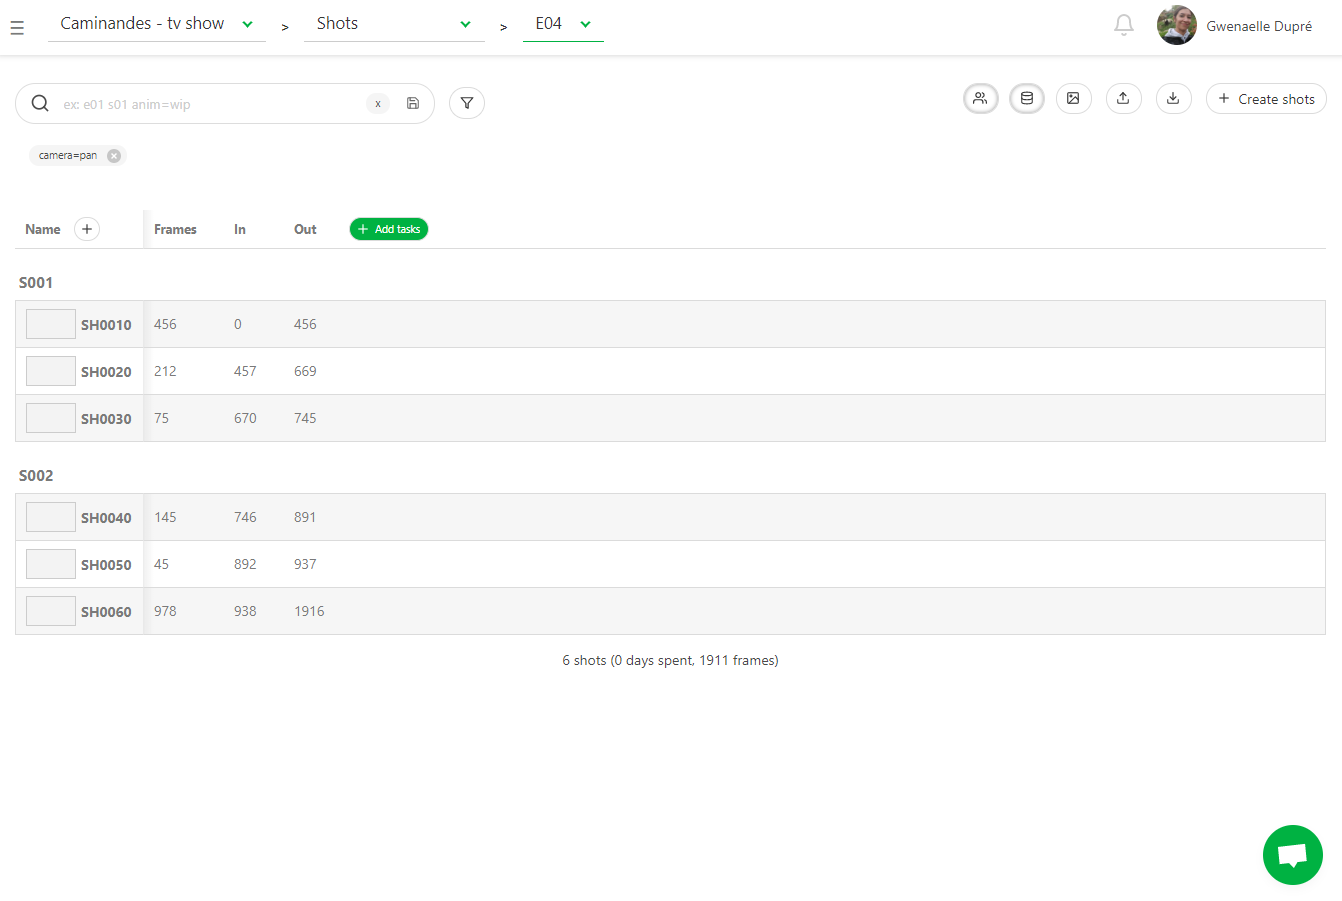 Caminandes - tv show > Shots > E04 Gwenaelle Dupré
ex: e01 s01 anim=wip x + Create shots
camera=pan x
Name + Frames In Out + Add tasks
S001
SH0010 456 0 456
SH0020 212 457 669
SH0030 75 670 745
S002
SH0040 145 746 891
SH0050 45 892 937
SH0060 978 938 1916
6 shots (0 days spent, 1911 frames)